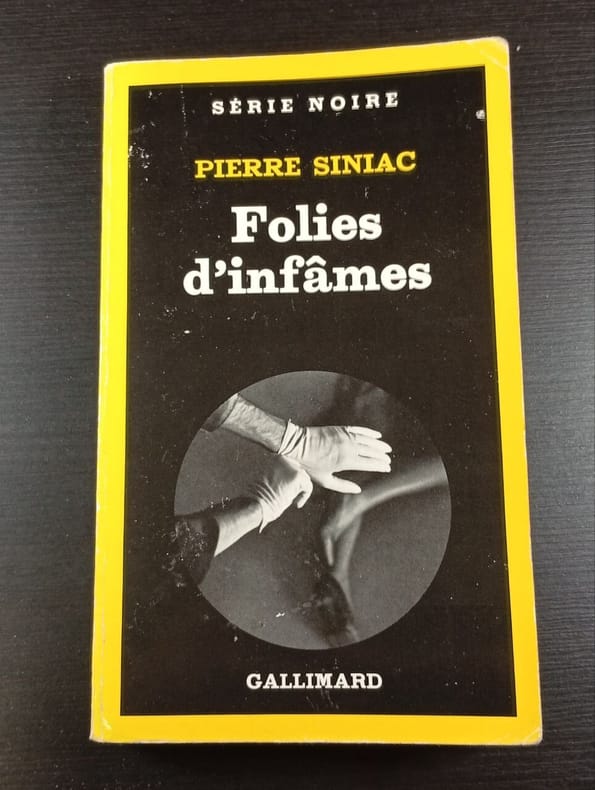 SÉRIE NOIRE
PIERRE SINIAC
Folies
d'infâmes
GALLIMARD